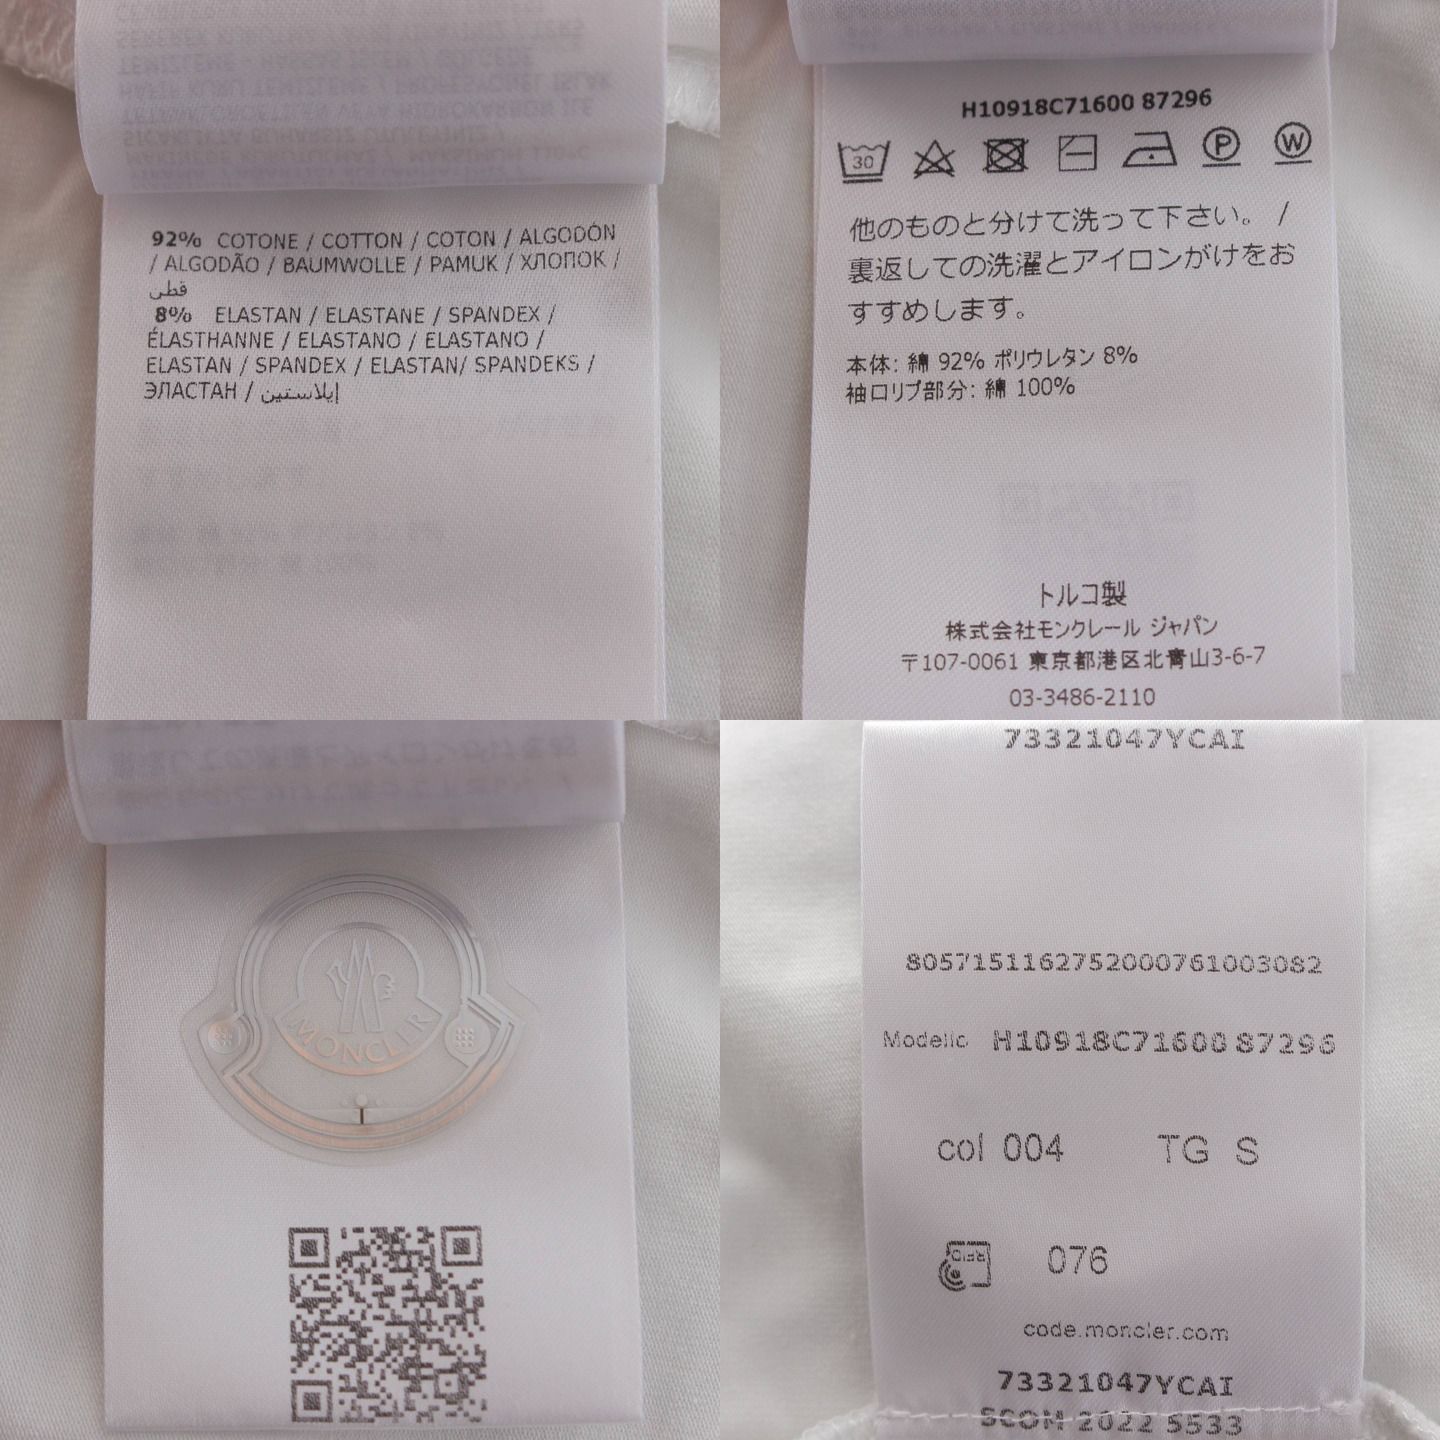 92% COTONE / COTTON / COTON / ALGODÓN
/ ALGODÃO / BAUMWOLLE / PAMUK / ХЛОПОК /
قطن
8% ELASTAN / ELASTANE / SPANDEX /
ÉLASTHANNE / ELASTANO / ELASTANO /
ELASTAN / SPANDEX / ELASTAN/ SPANDEKS /
ЭЛАСТАН / إيلاستين
H10918C71600 87296
30
P
W
他のものと分けて洗って下さい。 /
裏返しての洗濯とアイロンがけをお
すすめします。
本体: 綿 92% ポリウレタン 8%
袖口リブ部分: 綿 100%
トルコ製
株式会社モンクレール ジャパン
〒107-0061 東京都港区北青山3-6-7
03-3486-2110
MONCLER
73321047YCAI
8057151162752000761003082
Modello H10918C71600 87296
col 004 TG S
RFID 076
code.moncler.com
73321047YCAI
SCOM 2022 5533